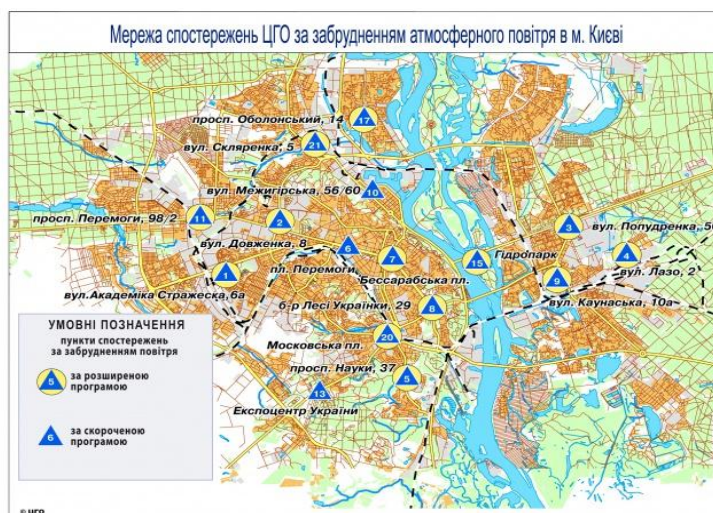 Мережа спостережень ЦГО за забрудненням атмосферного повітря в м. Києві
просп. Оболонський, 14
17
вул. Скляренка, 5
21
вул. Межигірська, 56/60
10
просп. Перемоги, 98/2
11
2
3
вул. Попудренка, 50
вул. Довженка, 8
6
7
15
Гідропарк
4
вул. Лазо, 2
пл. Перемоги
Бессарабська пл.
1
9
вул.Академіка Стражеска,6а
б-р Лесі Українки, 29
8
вул. Каунаська, 10а
УМОВНІ ПОЗНАЧЕННЯ
пункти спостережень
за забрудненням повітря
5
за розширеною
програмою
6
за скороченою
програмою
Московська пл.
20
просп. Науки, 37
5
13
Експоцентр України
© ЦГО